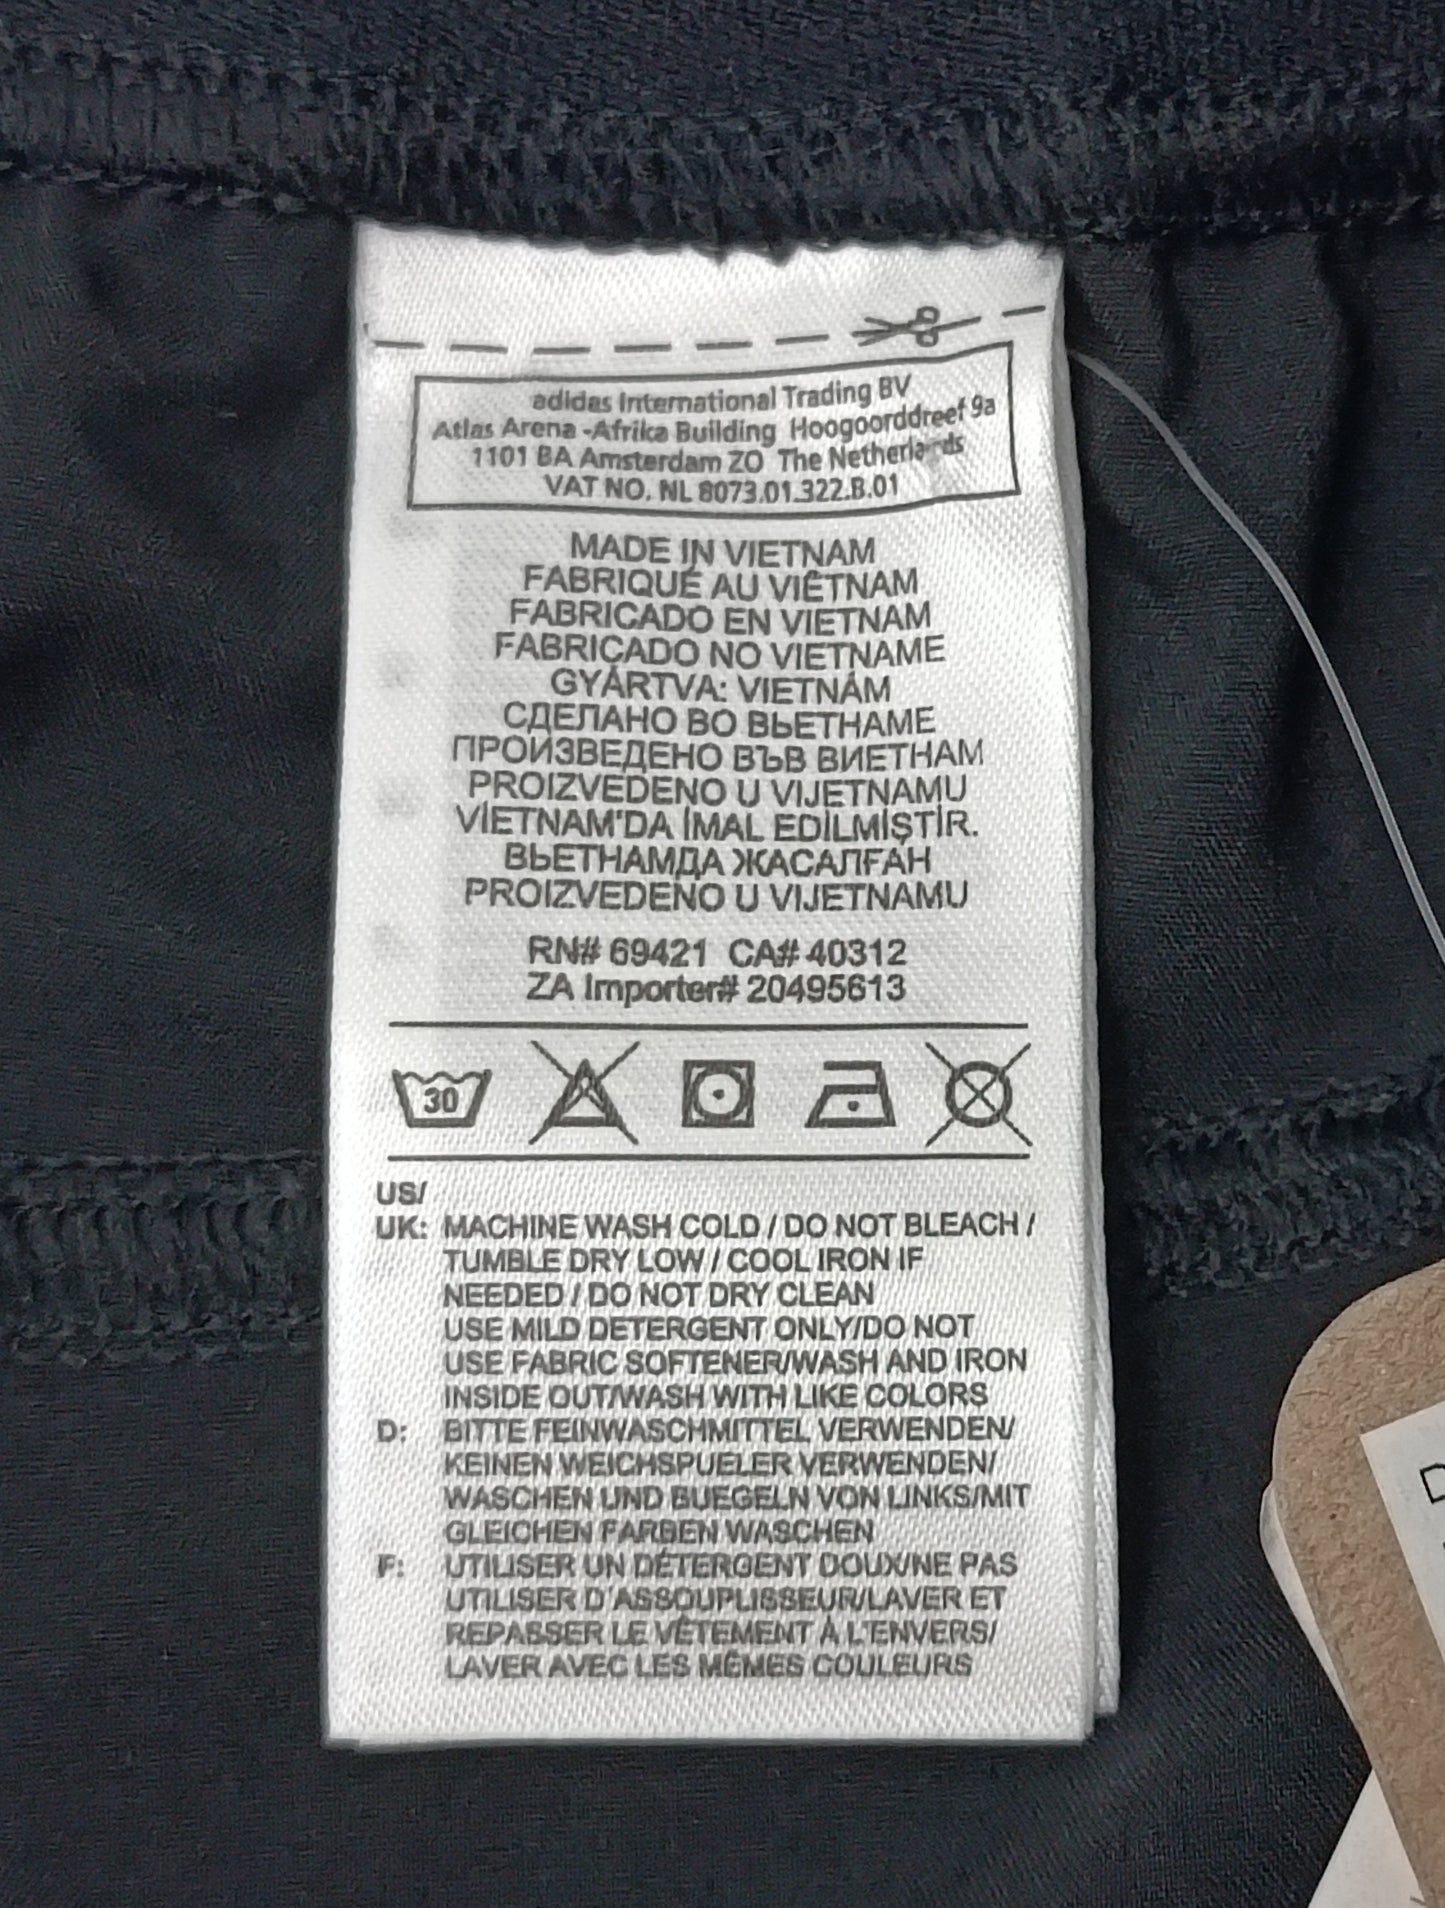 adidas International Trading BV
Atlas Arena -Afrika Building Hoogoorddreef 9a
1101 BA Amsterdam ZO The Netherlands
VAT NO. NL 8073.01.322.B.01
MADE IN VIETNAM
FABRIQUÉ AU VIÊTNAM
FABRICADO EN VIETNAM
FABRICADO NO VIETNAME
GYÁRTVA: VIETNÁM
СДЕЛАНО ВО ВЬЕТНАМЕ
ПРОИЗВЕДЕНО ВЪВ ВИЕТНАМ
PROIZVEDENO U VIJETNAMU
VİETNAM'DA İMAL EDİLMİŞTİR.
ВЬЕТНАМДА ЖАСАЛҒАН
PROIZVEDENO U VIJETNAMU
RN# 69421 CA# 40312
ZA Importer# 20495613
30
US/
UK: MACHINE WASH COLD / DO NOT BLEACH /
TUMBLE DRY LOW / COOL IRON IF
NEEDED / DO NOT DRY CLEAN
USE MILD DETERGENT ONLY/DO NOT
USE FABRIC SOFTENER/WASH AND IRON
INSIDE OUT/WASH WITH LIKE COLORS
D: BITTE FEINWASCHMITTEL VERWENDEN/
KEINEN WEICHSPUELER VERWENDEN/
WASCHEN UND BUEGELN VON LINKS/MIT
GLEICHEN FARBEN WASCHEN
F: UTILISER UN DÉTERGENT DOUX/NE PAS
UTILISER D'ASSOUPLISSEUR/LAVER ET
REPASSER LE VÊTEMENT À L'ENVERS/
LAVER AVEC LES MÊMES COULEURS